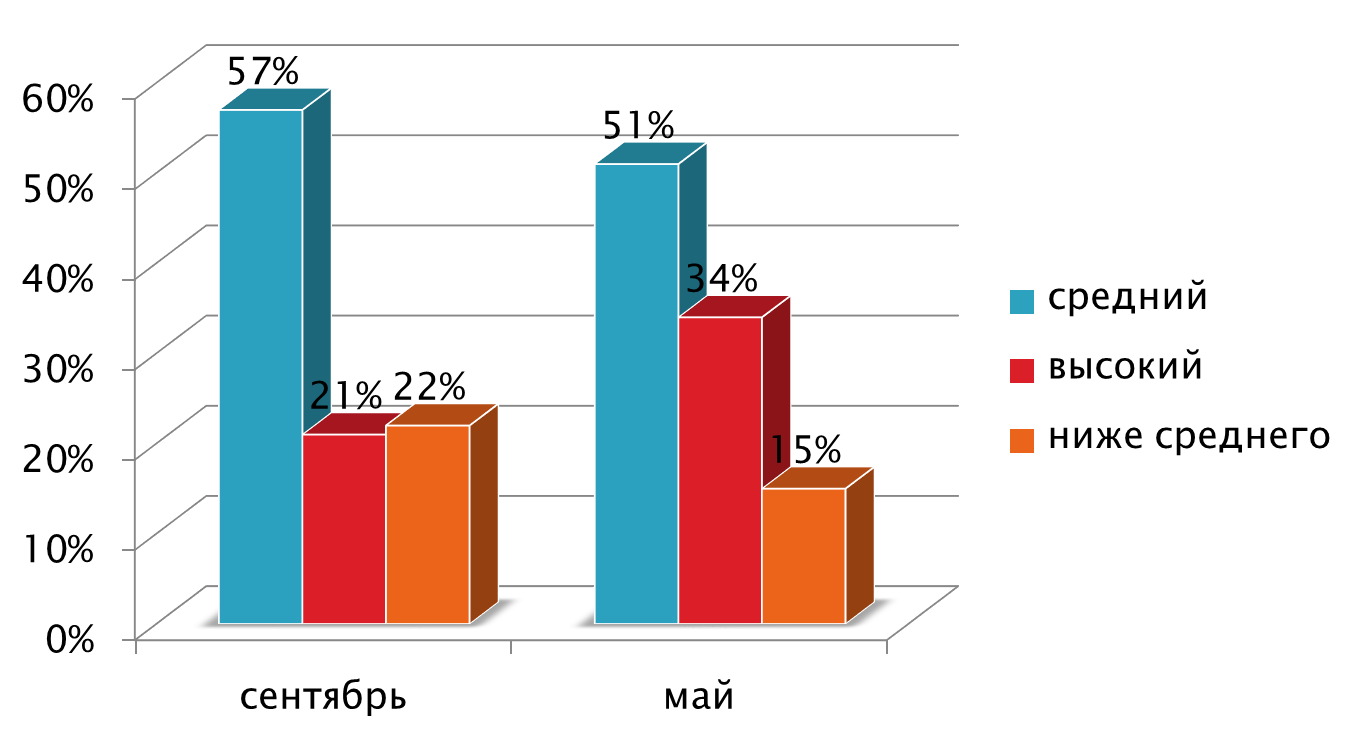 60%
50%
40%
30%
20%
10%
0%
57%
21%
22%
51%
34%
15%
сентябрь
май
средний
высокий
ниже среднего